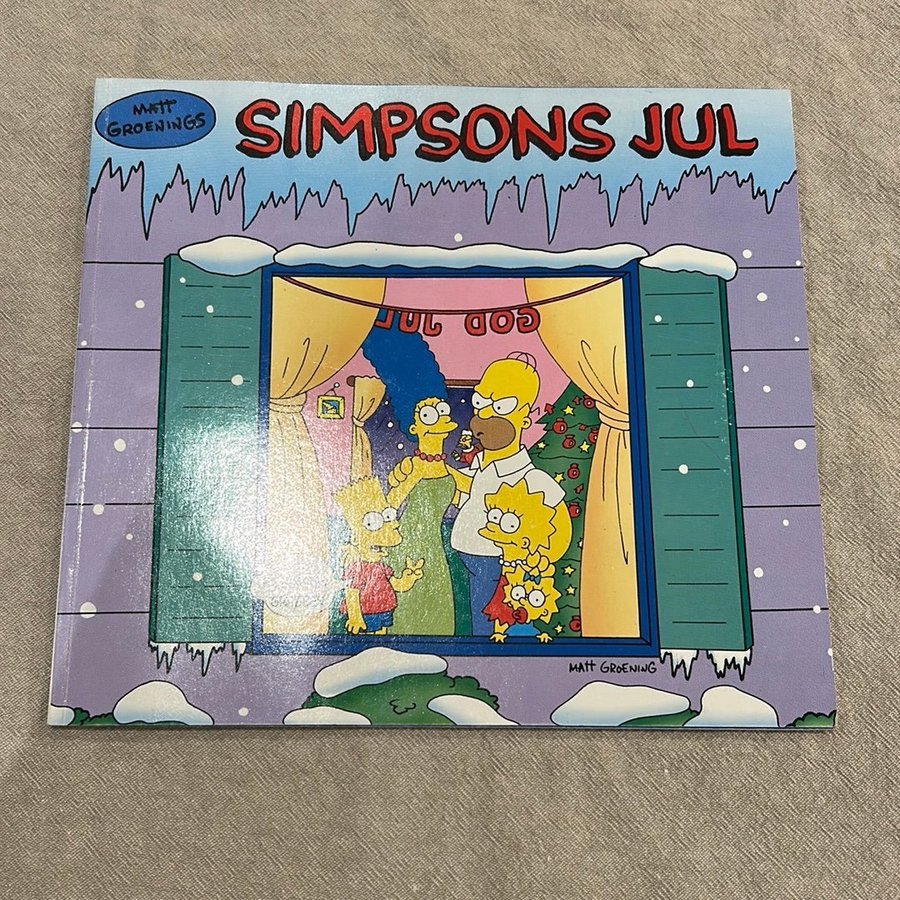 MATT
GROENINGS
SIMPSONS JUL
GOD JUL
MATT GROENING